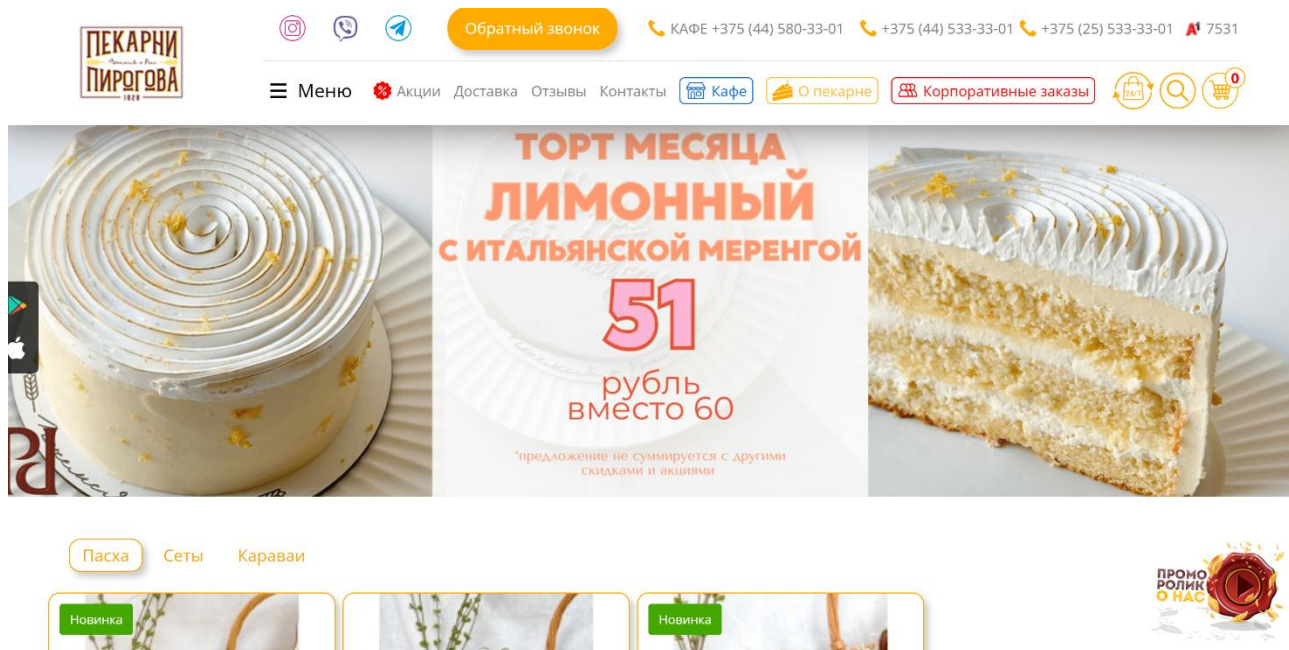 ПЕКАРНИ
ПИРОГОВА
1828
Обратный звонок
КАФЕ +375 (44) 580-33-01
+375 (44) 533-33-01
+375 (25) 533-33-01
A1 7531
Меню
Акции
Доставка
Отзывы
Контакты
Кафе
О пекарне
Корпоративные заказы
24/7
0
ТОРТ МЕСЯЦА
ЛИМОННЫЙ
С ИТАЛЬЯНСКОЙ МЕРЕНГОЙ
51
рубль
вместо 60
*предложение не суммируется с другими
скидками и акциями
Пасха
Сеты
Караваи
ПРОМО
РОЛИК
О НАС
Новинка
Новинка